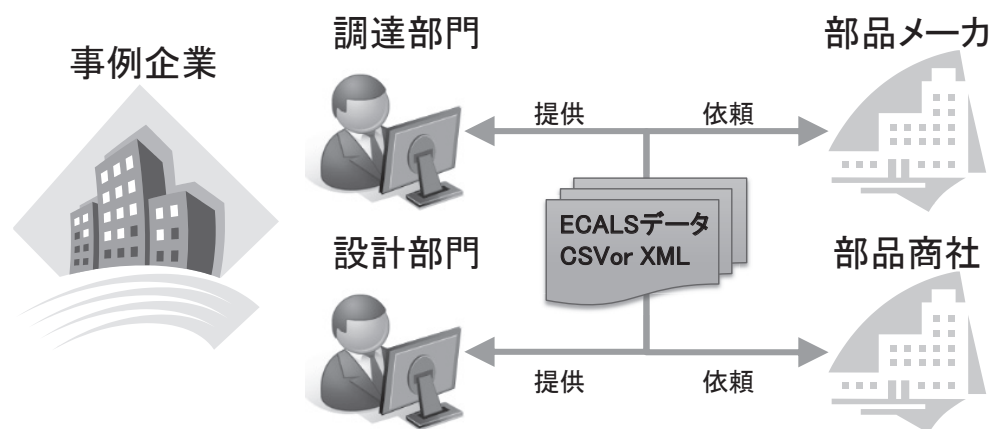 事例企業
調達部門
部品メーカ
提供
依頼
ECALSデータ
CSVor XML
設計部門
部品商社
提供
依頼